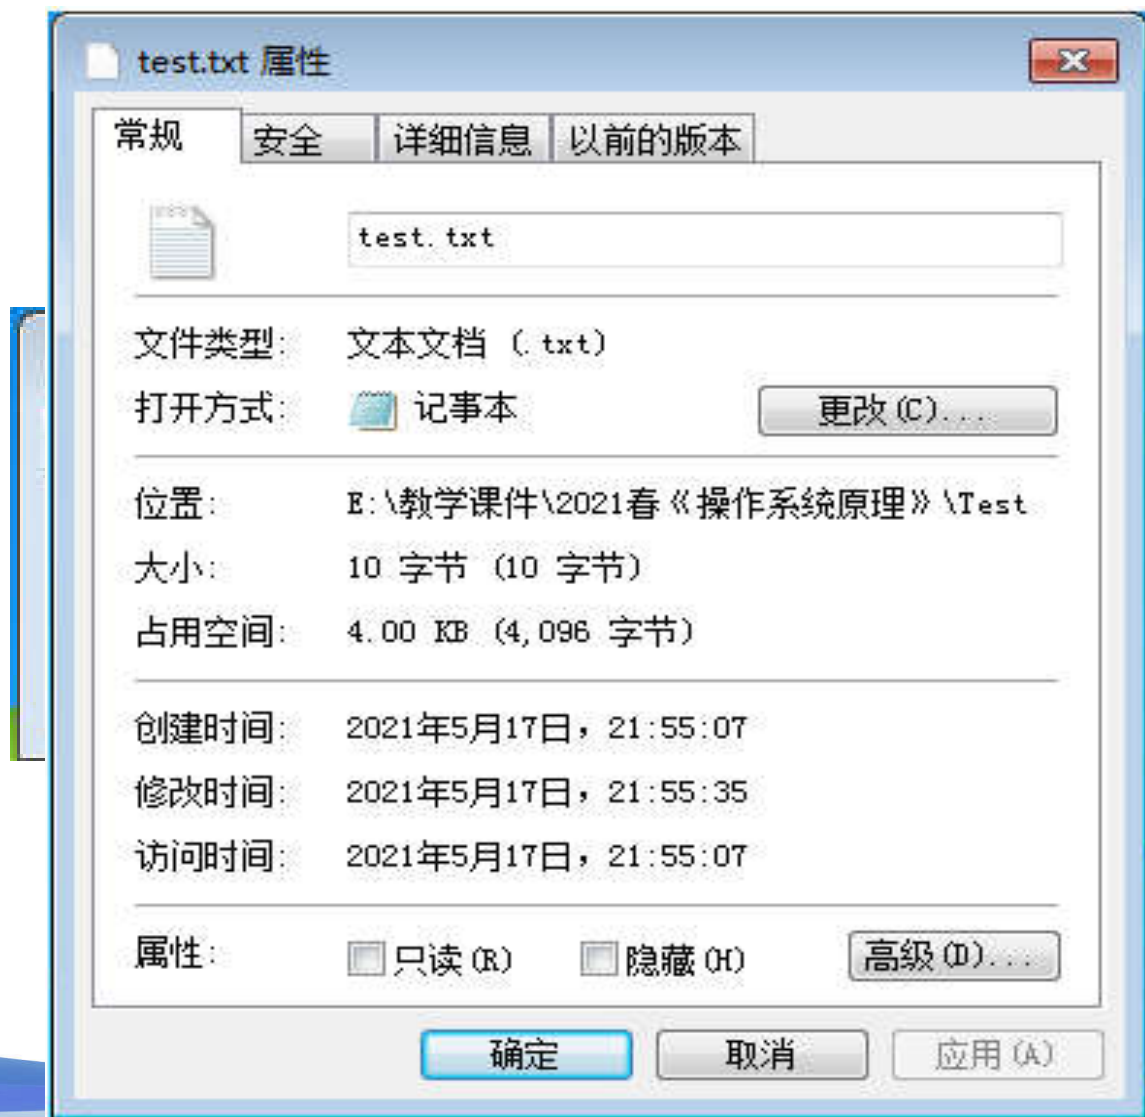 test.txt 属性
常规 安全 详细信息 以前的版本
test.txt
文件类型: 文本文档 (.txt)
打开方式: 记事本 更改(C)...
位置: E:\教学课件\2021春《操作系统原理》\Test
大小: 10 字节 (10 字节)
占用空间: 4.00 KB (4,096 字节)
创建时间: 2021年5月17日，21:55:07
修改时间: 2021年5月17日，21:55:35
访问时间: 2021年5月17日，21:55:07
属性: 只读(R) 隐藏(H) 高级(D)...
确定 取消 应用(A)